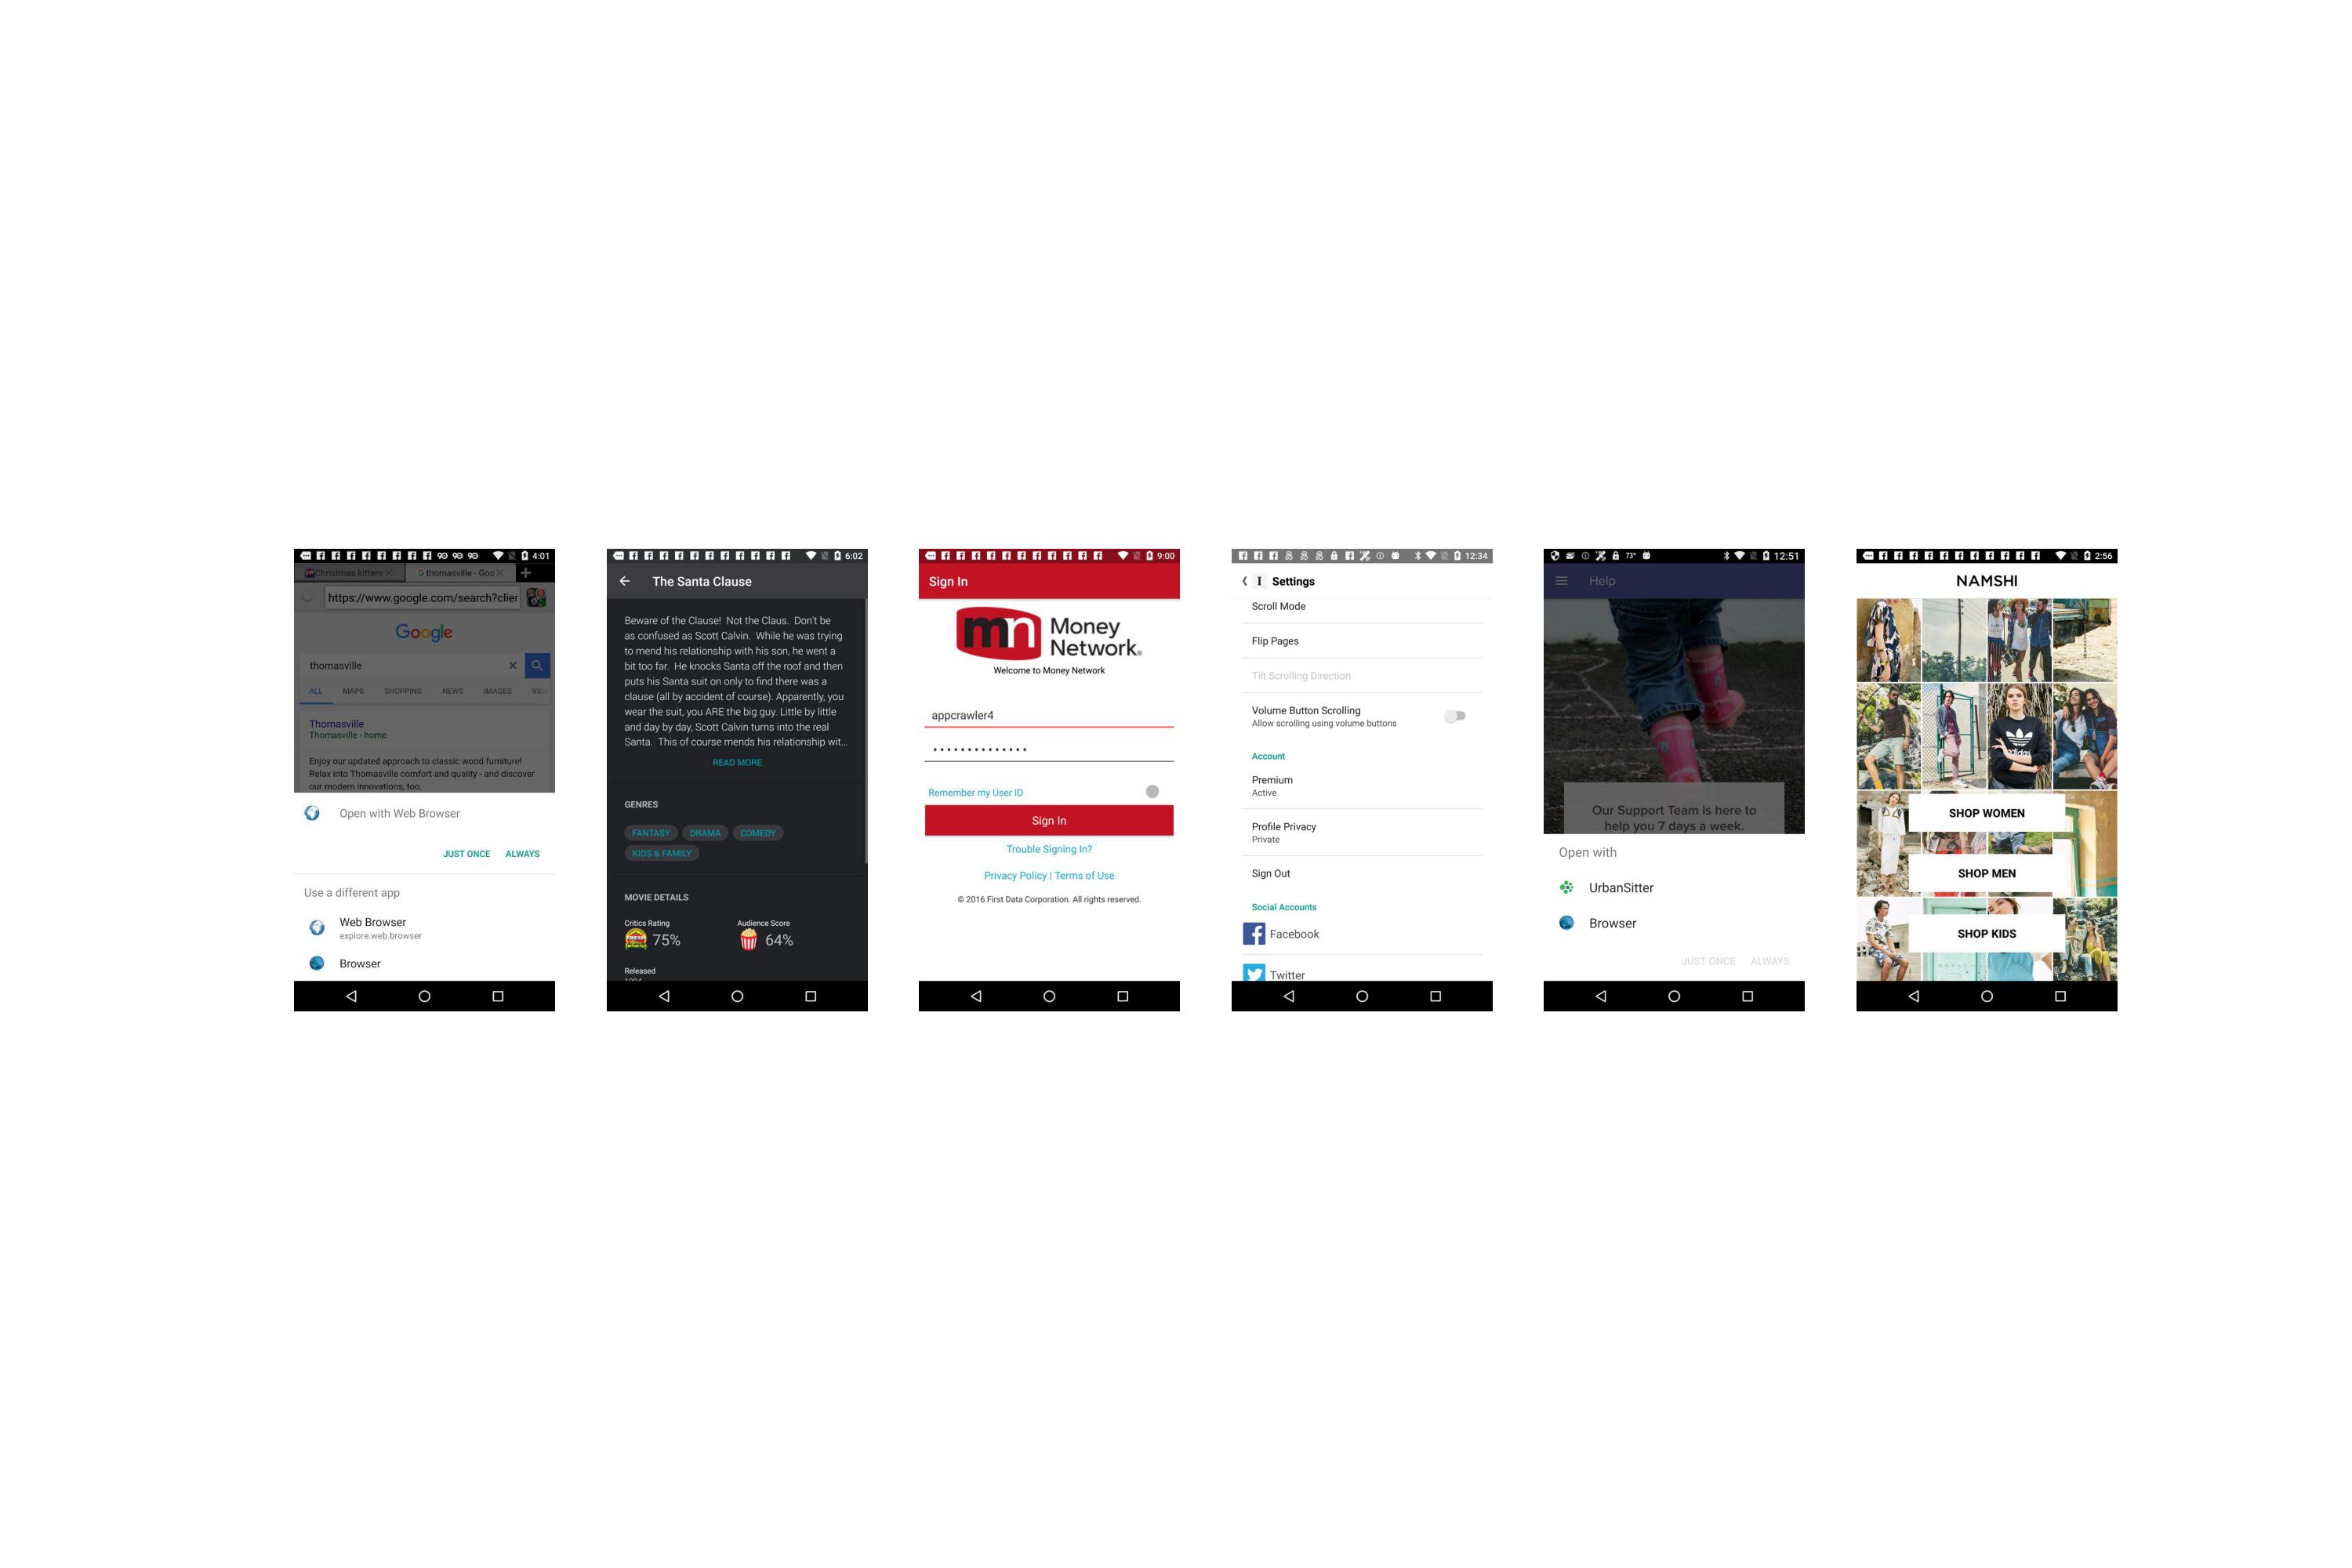 4:01
Christmas kittens
thomasville - Goo
https://www.google.com/search?clien
Google
thomasville
ALL MAPS SHOPPING NEWS IMAGES
Thomasville
Thomasville › home
Enjoy our updated approach to classic wood furniture!
Relax into Thomasville comfort and quality - and discover
our modern innovations, too.
Open with Web Browser
JUST ONCE ALWAYS
Use a different app
Web Browser
explore.web.browser
Browser
6:02
The Santa Clause
Beware of the Clause! Not the Claus. Don't be
as confused as Scott Calvin. While he was trying
to mend his relationship with his son, he went a
bit too far. He knocks Santa off the roof and then
puts his Santa suit on only to find there was a
clause (all by accident of course). Apparently, you
wear the suit, you ARE the big guy. Little by little
and day by day, Scott Calvin turns into the real
Santa. This of course mends his relationship wit...
READ MORE
GENRES
FANTASY DRAMA COMEDY
KIDS & FAMILY
MOVIE DETAILS
Critics Rating Audience Score
75% 64%
Released
9:00
Sign In
mn Money
Network®
Welcome to Money Network
appcrawler4
Remember my User ID
Sign In
Trouble Signing In?
Privacy Policy | Terms of Use
© 2016 First Data Corporation. All rights reserved.
12:34
I Settings
Scroll Mode
Flip Pages
Tilt Scrolling Direction
Volume Button Scrolling
Allow scrolling using volume buttons
Account
Premium
Active
Profile Privacy
Private
Sign Out
Social Accounts
Facebook
Twitter
73° 12:51
Help
Our Support Team is here to
help you 7 days a week.
Open with
UrbanSitter
Browser
JUST ONCE ALWAYS
2:56
NAMSHI
adidas
SHOP WOMEN
SHOP MEN
SHOP KIDS